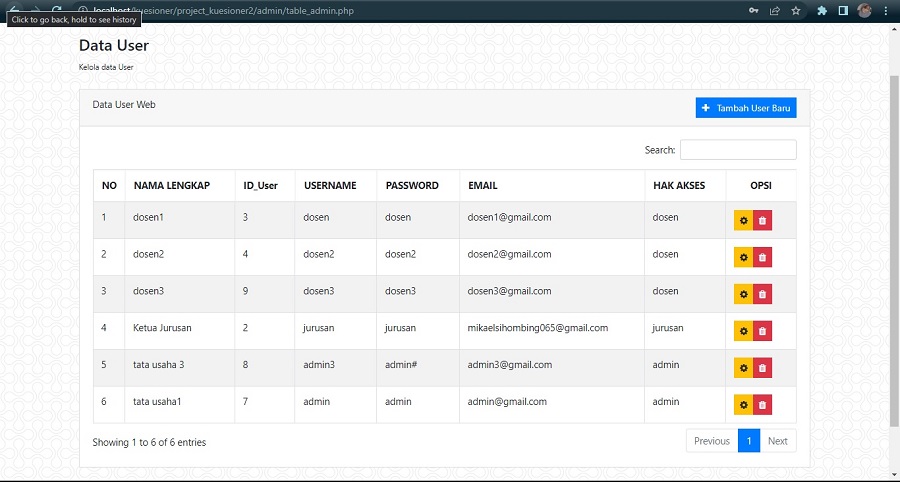 localhost/kuesioner/project_kuesioner2/admin/table_admin.php
Click to go back, hold to see history
Data User
Kelola data User
Data User Web
Tambah User Baru
Search:
NO NAMA LENGKAP ID_User USERNAME PASSWORD EMAIL HAK AKSES OPSI
1 dosen1 3 dosen dosen dosen1@gmail.com dosen
2 dosen2 4 dosen2 dosen2 dosen2@gmail.com dosen
3 dosen3 9 dosen3 dosen3 dosen3@gmail.com dosen
4 Ketua Jurusan 2 jurusan jurusan mikaelsihombing065@gmail.com jurusan
5 tata usaha 3 8 admin3 admin# admin3@gmail.com admin
6 tata usaha1 7 admin admin admin@gmail.com admin
Showing 1 to 6 of 6 entries
Previous 1 Next